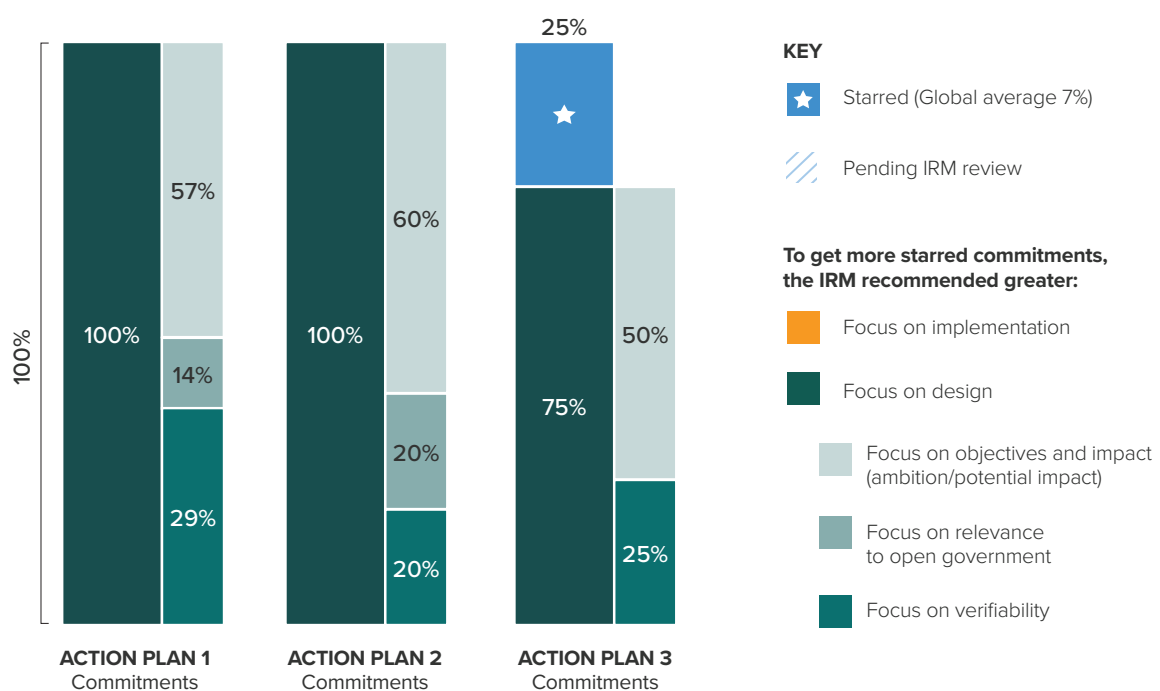 100%
100%
57%
14%
29%
ACTION PLAN 1
Commitments
100%
60%
20%
20%
ACTION PLAN 2
Commitments
25%
75%
50%
25%
ACTION PLAN 3
Commitments
KEY
Starred (Global average 7%)
Pending IRM review
To get more starred commitments,
the IRM recommended greater:
Focus on implementation
Focus on design
Focus on objectives and impact
(ambition/potential impact)
Focus on relevance
to open government
Focus on verifiability